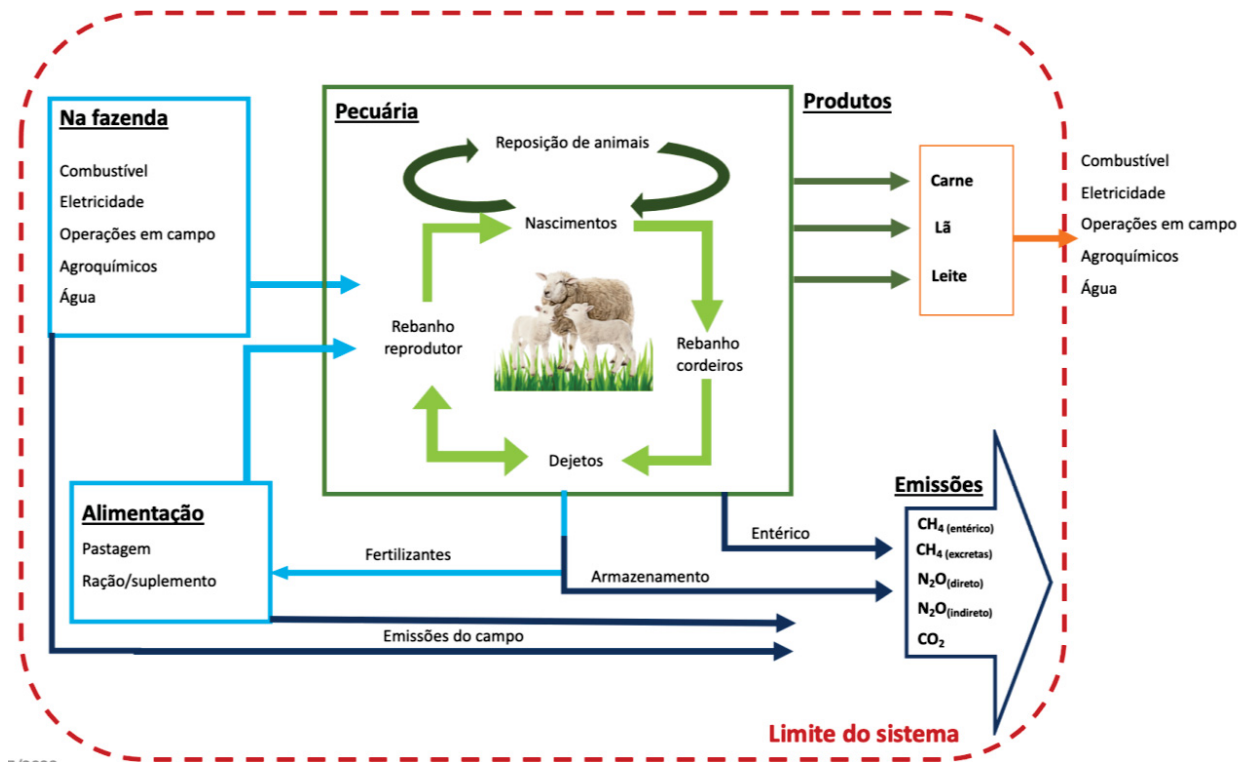 Na fazenda
Combustível
Eletricidade
Operações em campo
Agroquímicos
Água
Alimentação
Pastagem
Ração/suplemento
Pecuária
Reposição de animais
Nascimentos
Rebanho
reprodutor
Rebanho
cordeiros
Dejetos
Produtos
Carne
Lã
Leite
Combustível
Eletricidade
Operações em campo
Agroquímicos
Água
Fertilizantes
Entérico
Armazenamento
Emissões do campo
Emissões
CH₄ (entérico)
CH₄ (excretas)
N₂O(direto)
N₂O(indireto)
CO₂
Limite do sistema